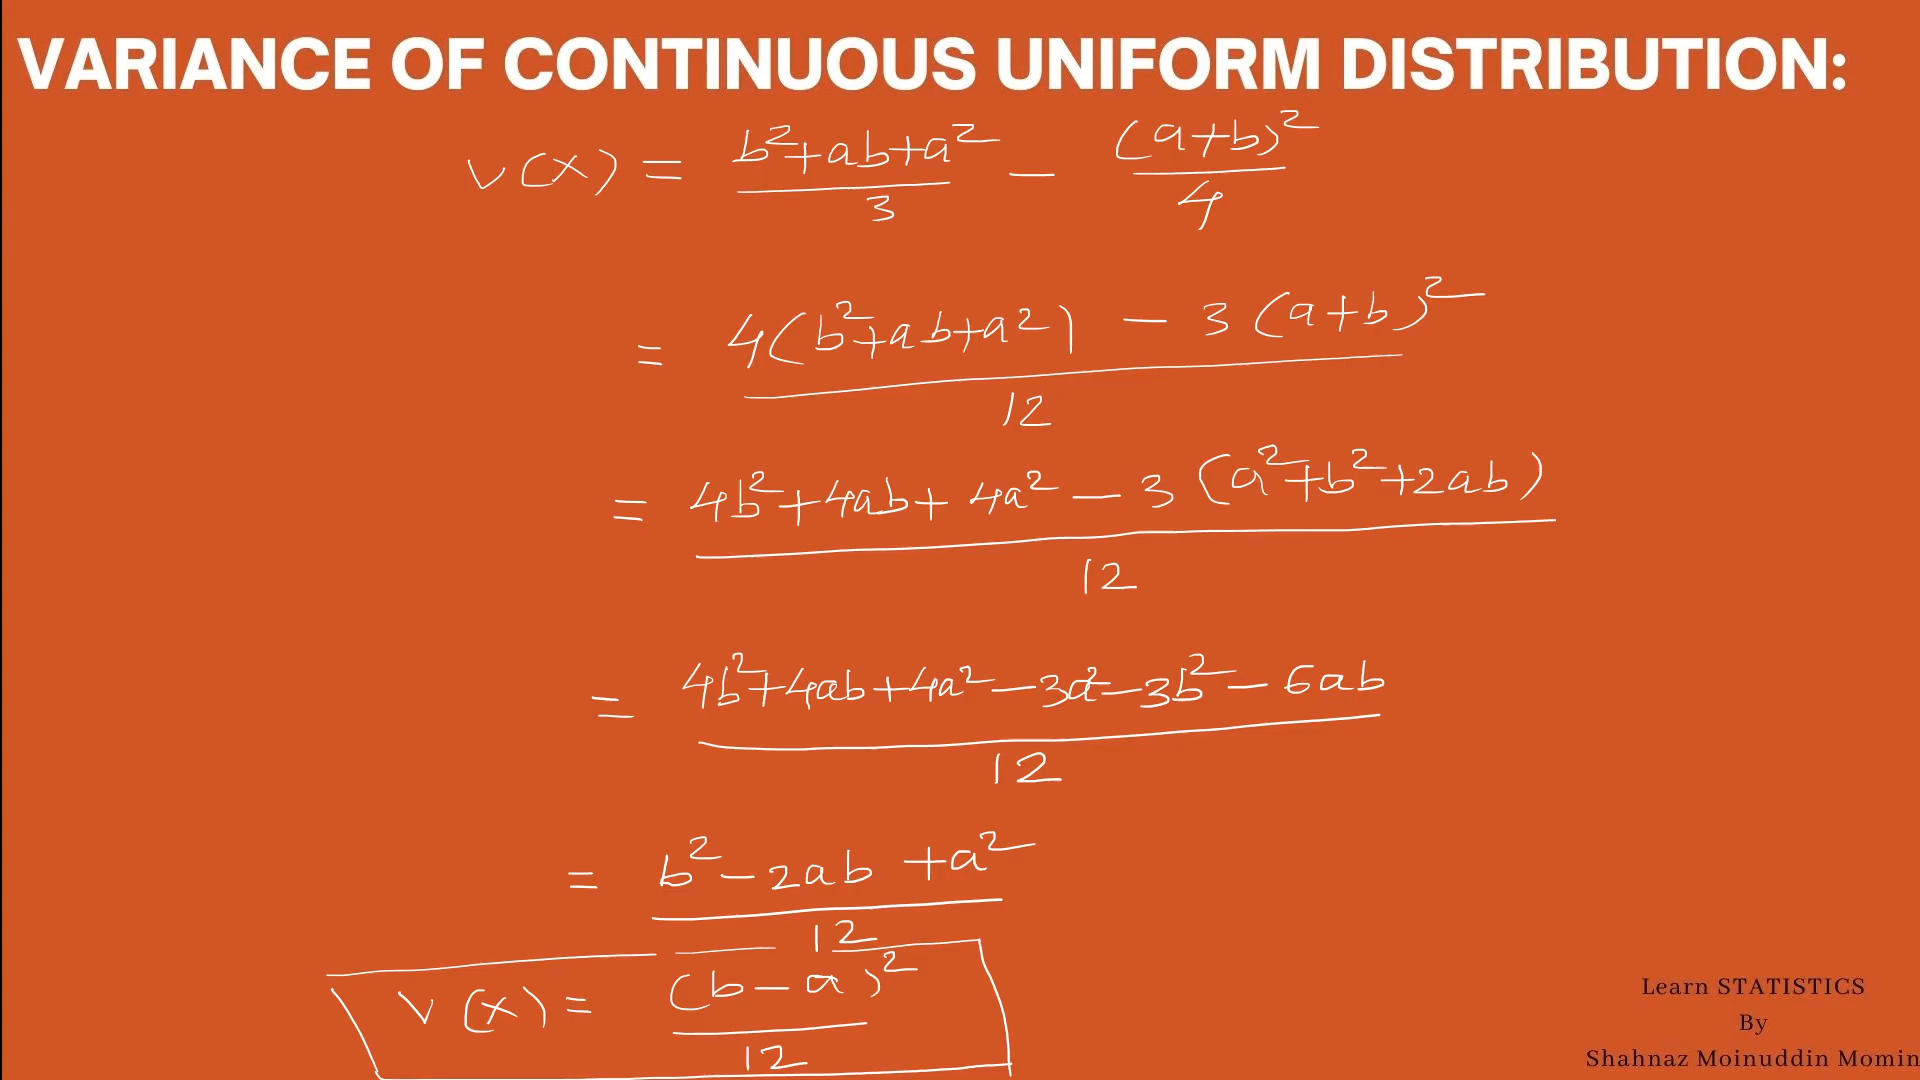 VARIANCE OF CONTINUOUS UNIFORM DISTRIBUTION:
V(x) = (b²+ab+a²)/3 − (a+b)²/4
= (4(b²+ab+a²) − 3(a+b)²)/12
= (4b²+4ab+4a² − 3(a²+b²+2ab))/12
= (4b²+4ab+4a²−3a²−3b²−6ab)/12
= (b²−2ab+a²)/12
V(x) = (b−a)²/12
Learn STATISTICS
By
Shahnaz Moinuddin Momin